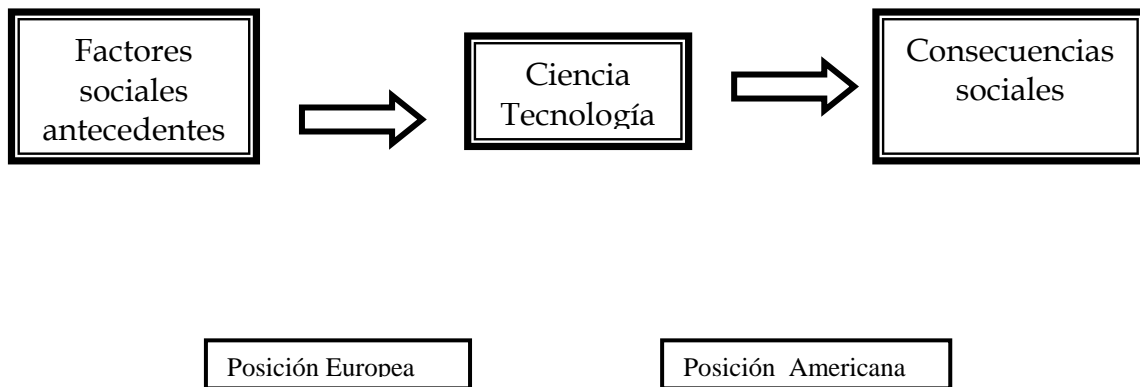 Factores
sociales
antecedentes
Ciencia
Tecnología
Consecuencias
sociales
Posición Europea
Posición Americana